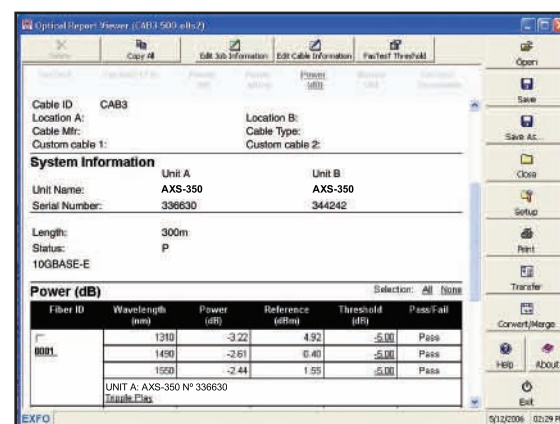 Optical Report Viewer (CAB3 500
Copy All Edit Job Information Edit Cable Information FasTest Threshold
Power
(dB)
Cable ID CAB3
Location A: Location B:
Cable Mfr: Cable Type:
Custom cable 1: Custom cable 2:
System Information
Unit A Unit B
Unit Name: AXS-350 AXS-350
Serial Number: 336630 344242
Length: 300m
Status: P
10GBASE-E
Power (dB) Selection: All None
Fiber ID Wavelength Power Reference Threshold Pass/Fail
(nm) (dB) (dBm) (dB)
0001
1310 -3.22 4.92 -5.00 Pass
1490 -2.61 0.40 -5.00 Pass
1550 -2.44 1.55 -5.00 Pass
UNIT A: AXS-350 Nº 336630
Tripple Play
Open
Save
Save As...
Close
Setup
Print
Transfer
Convert/Merge
Help About
Exit
EXFO 5/12/2006 02:29 P